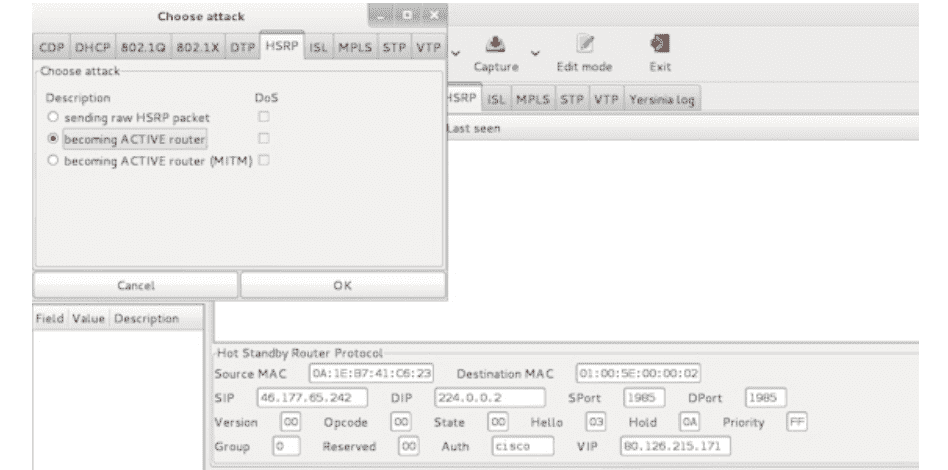 Choose attack
CDP DHCP 802.1Q 802.1X DTP HSRP ISL MPLS STP VTP
Choose attack
Description DoS
sending raw HSRP packet
becoming ACTIVE router
becoming ACTIVE router (MITM)
Cancel OK
Capture Edit mode Exit
HSRP ISL MPLS STP VTP Yersinia log
Last seen
Field Value Description
Hot Standby Router Protocol
Source MAC 0A:1E:B7:41:C6:23 Destination MAC 01:00:5E:00:00:02
SIP 46.177.65.242 DIP 224.0.0.2 SPort 1985 DPort 1985
Version 00 Opcode 00 State 00 Hello 03 Hold 0A Priority FF
Group 0 Reserved 00 Auth cisco VIP 80.126.215.171